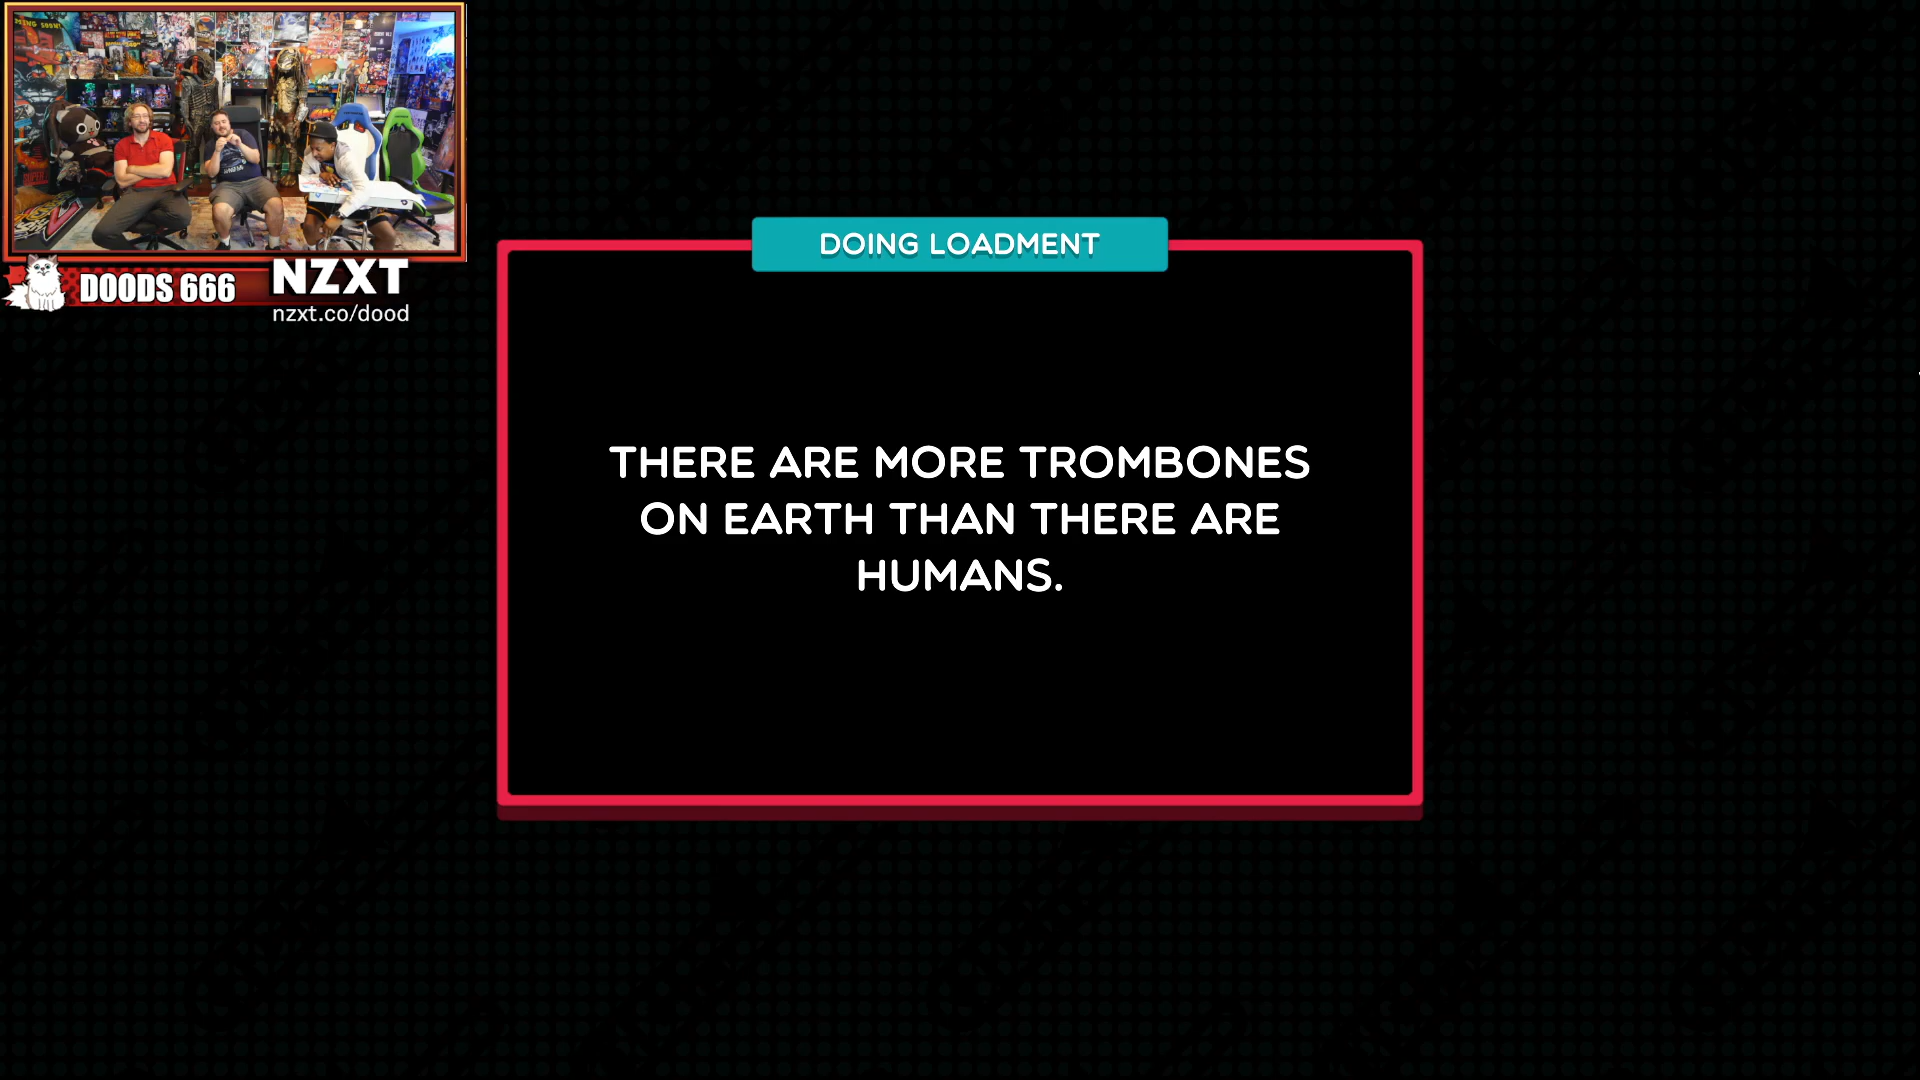 DOODS 666
NZXT
nzxt.co/dood
DOING LOADMENT
THERE ARE MORE TROMBONES
ON EARTH THAN THERE ARE
HUMANS.